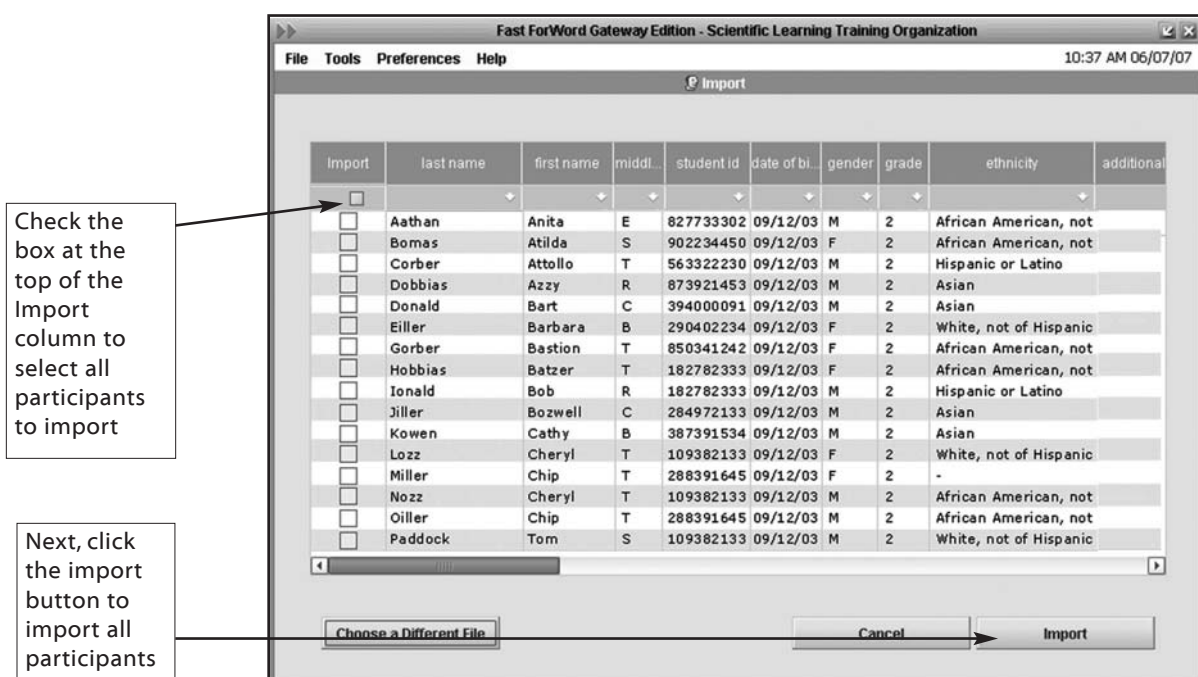 Fast ForWord Gateway Edition - Scientific Learning Training Organization
File Tools Preferences Help 10:37 AM 06/07/07
Import
Import last name first name middl... student id date of bi... gender grade ethnicity additional
Aathan Anita E 827733302 09/12/03 M 2 African American, not
Bomas Atilda S 902234450 09/12/03 F 2 African American, not
Corber Attollo T 563322230 09/12/03 M 2 Hispanic or Latino
Dobbias Azzy R 873921453 09/12/03 M 2 Asian
Donald Bart C 394000091 09/12/03 M 2 Asian
Eiller Barbara B 290402234 09/12/03 F 2 White, not of Hispanic
Gorber Bastion T 850341242 09/12/03 F 2 African American, not
Hobbias Batzer T 182782333 09/12/03 F 2 African American, not
Ionald Bob R 182782333 09/12/03 M 2 Hispanic or Latino
Jiller Bozwell C 284972133 09/12/03 M 2 Asian
Kowen Cathy B 387391534 09/12/03 M 2 Asian
Lozz Cheryl T 109382133 09/12/03 F 2 White, not of Hispanic
Miller Chip T 288391645 09/12/03 F 2 -
Nozz Cheryl T 109382133 09/12/03 M 2 African American, not
Oiller Chip T 288391645 09/12/03 M 2 African American, not
Paddock Tom S 109382133 09/12/03 M 2 White, not of Hispanic
Choose a Different File Cancel Import
Check the
box at the
top of the
Import
column to
select all
participants
to import
Next, click
the import
button to
import all
participants